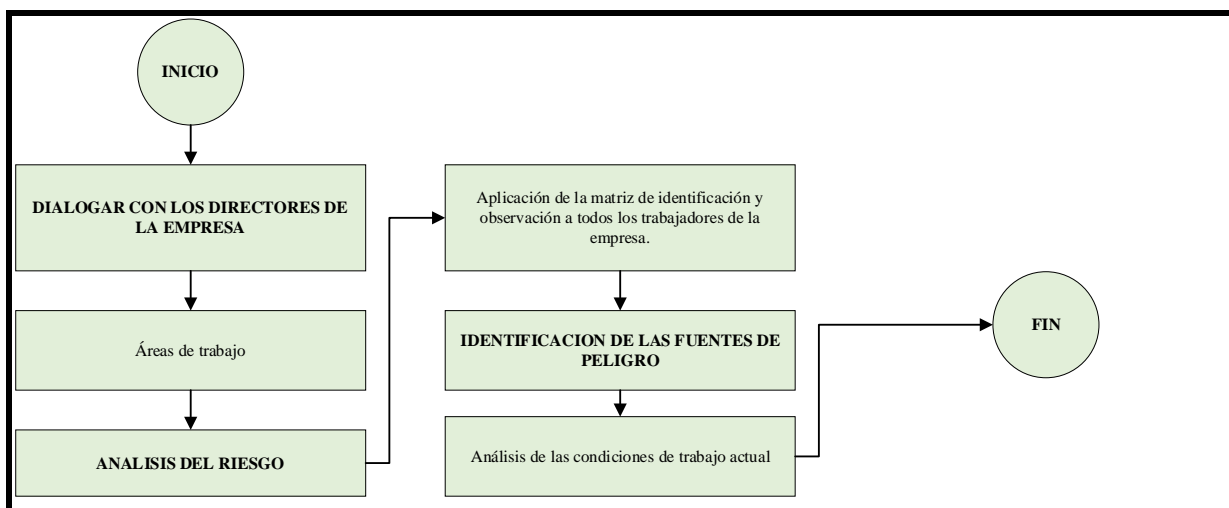 INICIO
DIALOGAR CON LOS DIRECTORES DE
LA EMPRESA
Áreas de trabajo
ANALISIS DEL RIESGO
Aplicación de la matriz de identificación y
observación a todos los trabajadores de la
empresa.
IDENTIFICACION DE LAS FUENTES DE
PELIGRO
Análisis de las condiciones de trabajo actual
FIN